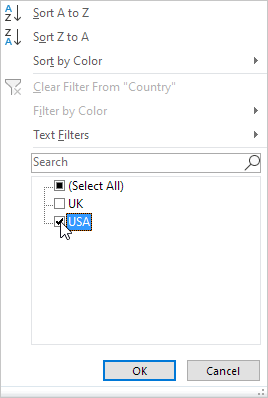 Sort A to Z
Sort Z to A
Sort by Color
Clear Filter From "Country"
Filter by Color
Text Filters
Search
(Select All)
UK
USA
OK
Cancel